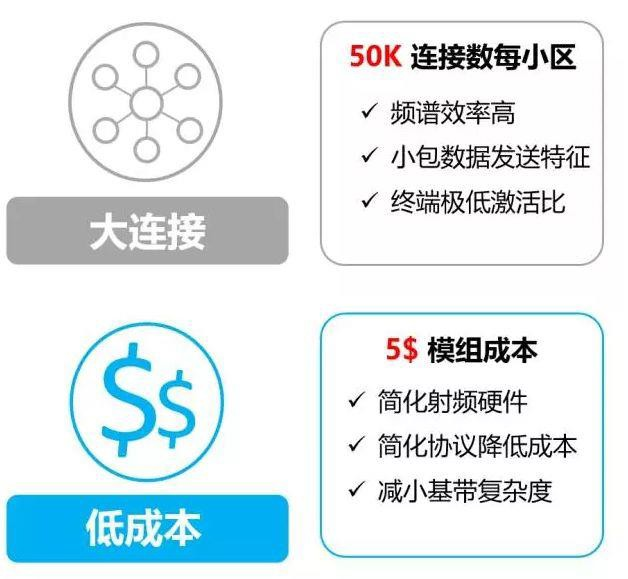 50K 连接数每小区
✓ 频谱效率高
✓ 小包数据发送特征
✓ 终端极低激活比
大连接
$$
5$ 模组成本
✓ 简化射频硬件
✓ 简化协议降低成本
✓ 减小基带复杂度
低成本